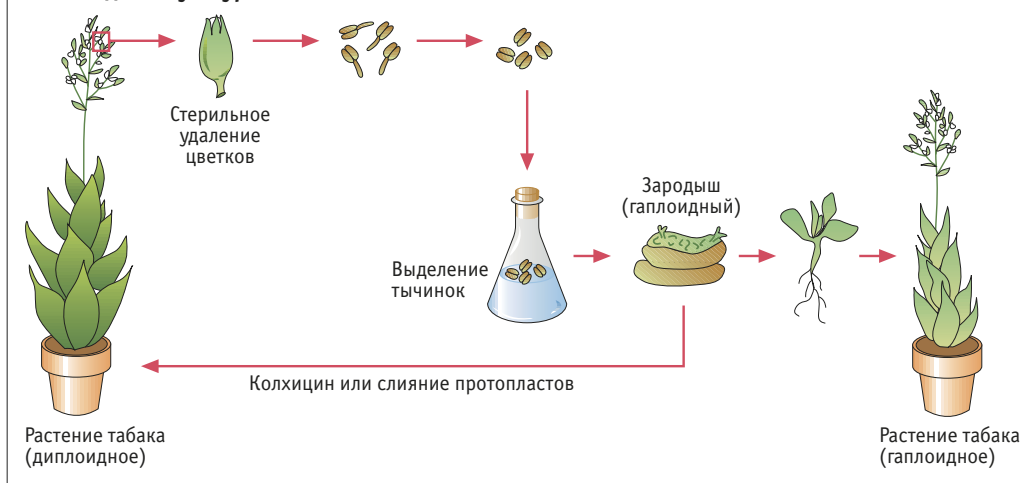 Стерильное
удаление
цветков
Зародыш
(гаплоидный)
Выделение
тычинок
Колхицин или слияние протопластов
Растение табака
(диплоидное)
Растение табака
(гаплоидное)